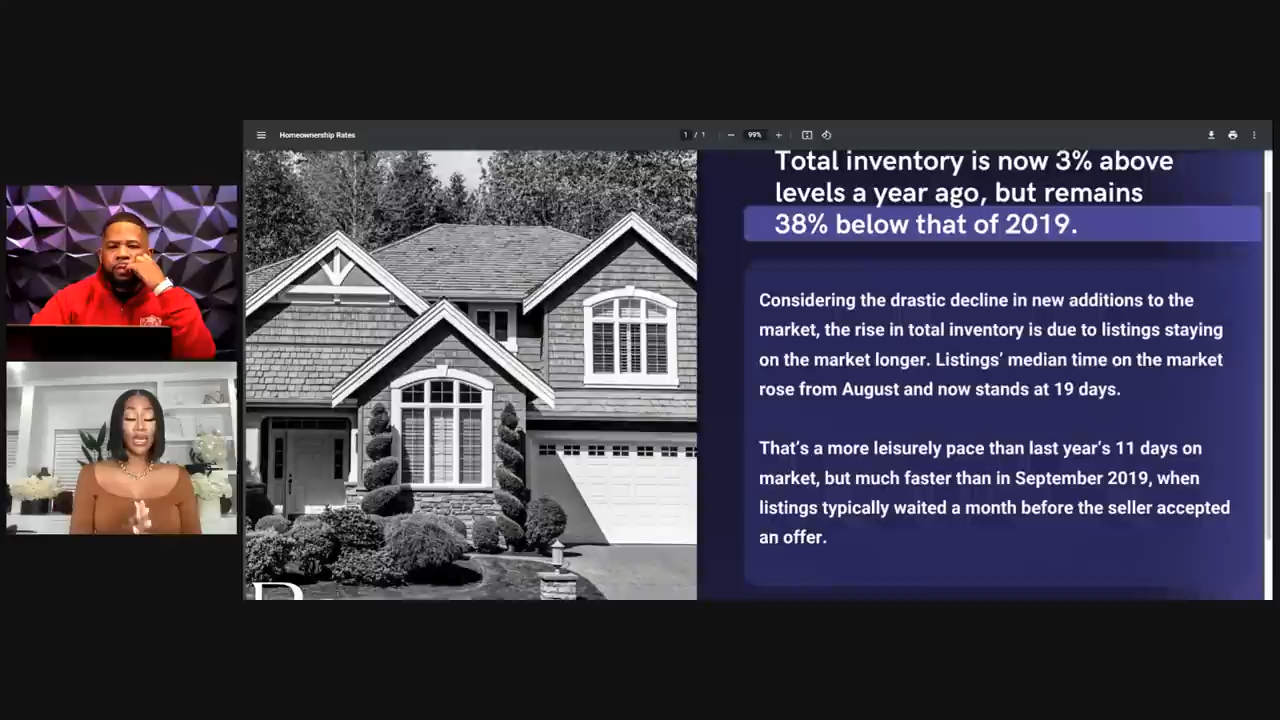 Homeownership Rates
1 / 1
99%
Total inventory is now 3% above
levels a year ago, but remains
38% below that of 2019.
Considering the drastic decline in new additions to the
market, the rise in total inventory is due to listings staying
on the market longer. Listings’ median time on the market
rose from August and now stands at 19 days.
That’s a more leisurely pace than last year’s 11 days on
market, but much faster than in September 2019, when
listings typically waited a month before the seller accepted
an offer.